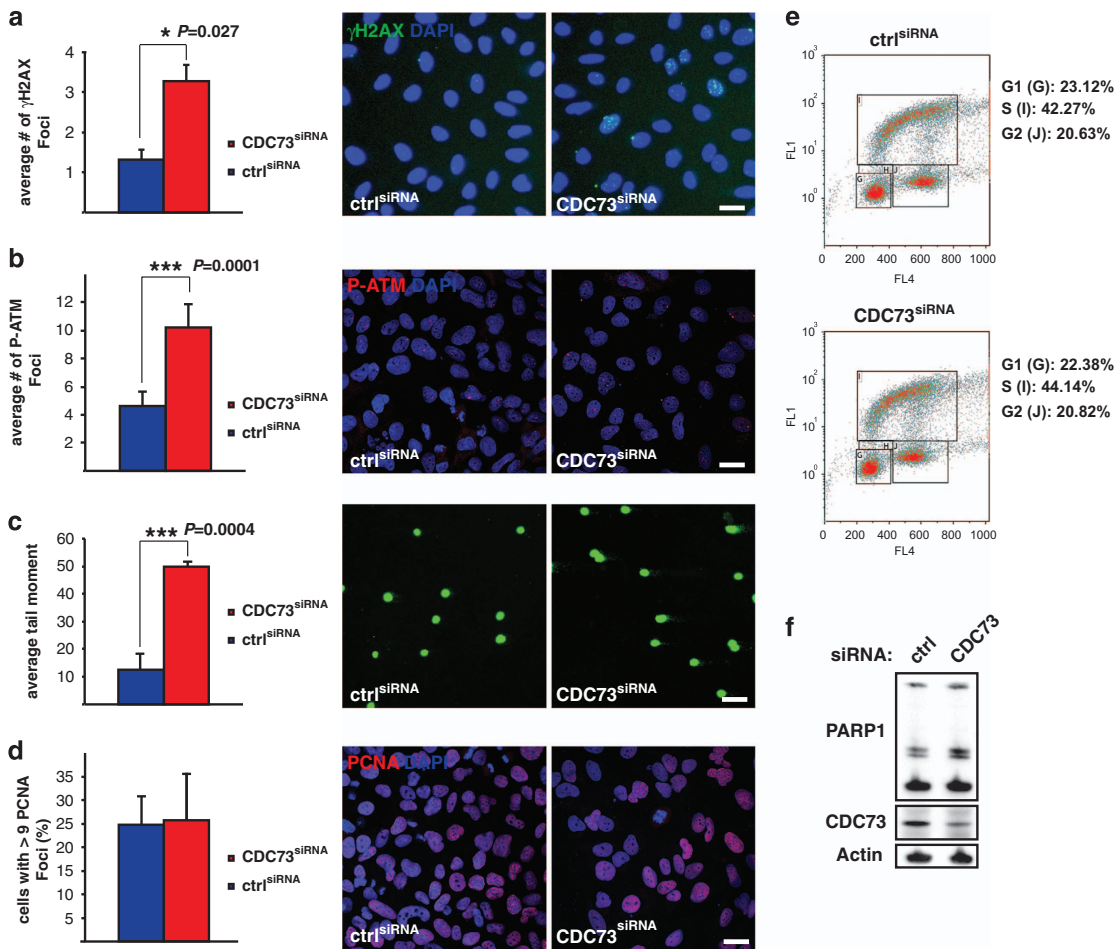 a
* P=0.027
average # of γH2AX
Foci
4
3
2
1
CDC73siRNA
ctrlsiRNA
γH2AX DAPI
ctrlsiRNA
CDC73siRNA
b
*** P=0.0001
average # of P-ATM
Foci
12
10
8
6
4
2
CDC73siRNA
ctrlsiRNA
P-ATM DAPI
ctrlsiRNA
CDC73siRNA
c
*** P=0.0004
average tail moment
60
50
40
30
20
10
CDC73siRNA
ctrlsiRNA
ctrlsiRNA
CDC73siRNA
d
cells with > 9 PCNA
Foci (%)
35
30
25
20
15
10
5
CDC73siRNA
ctrlsiRNA
PCNA DAPI
ctrlsiRNA
CDC73siRNA
e
ctrlsiRNA
10³
10²
10¹
10⁰
FL1
I
G
H
J
0 200 400 600 800 1000
FL4
G1 (G): 23.12%
S (I): 42.27%
G2 (J): 20.63%
CDC73siRNA
10³
10²
10¹
10⁰
FL1
I
G
H
J
0 200 400 600 800 1000
FL4
G1 (G): 22.38%
S (I): 44.14%
G2 (J): 20.82%
f
siRNA: ctrl CDC73
PARP1
CDC73
Actin